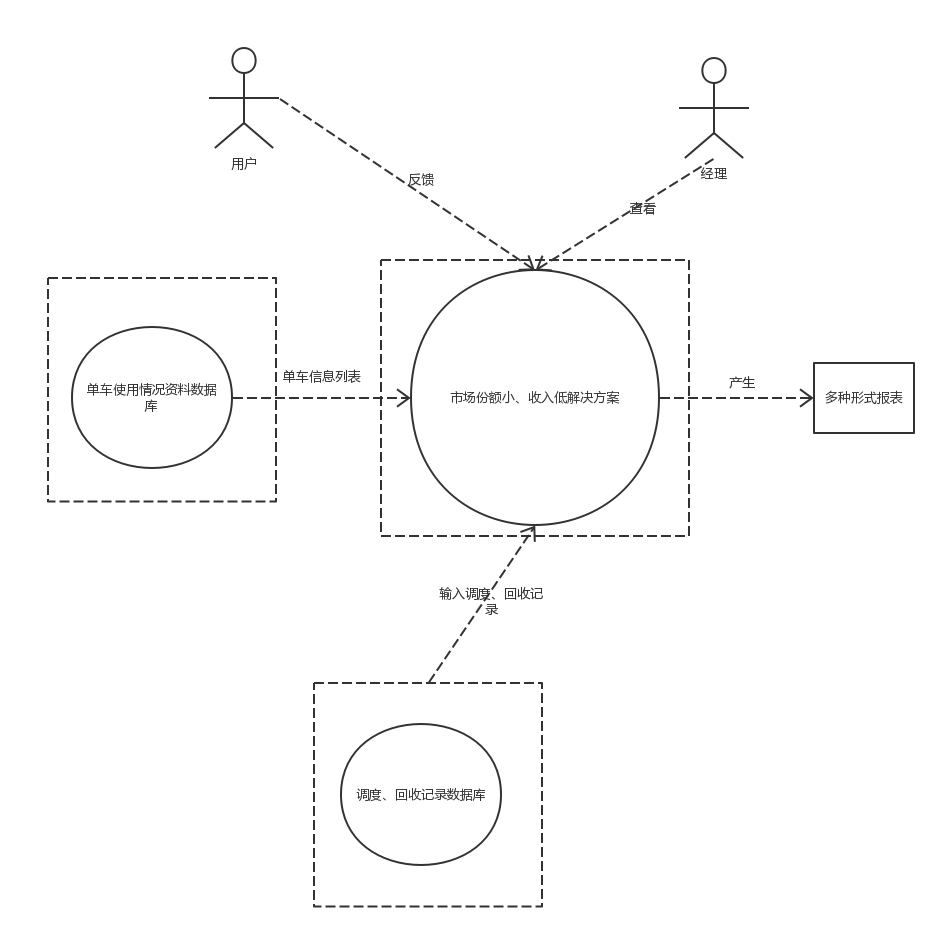 用户
经理
反馈
查看
单车信息列表
产生
单车使用情况资料数据
库
市场份额小、收入低解决方案
多种形式报表
输入调度、回收记
录
调度、回收记录数据库